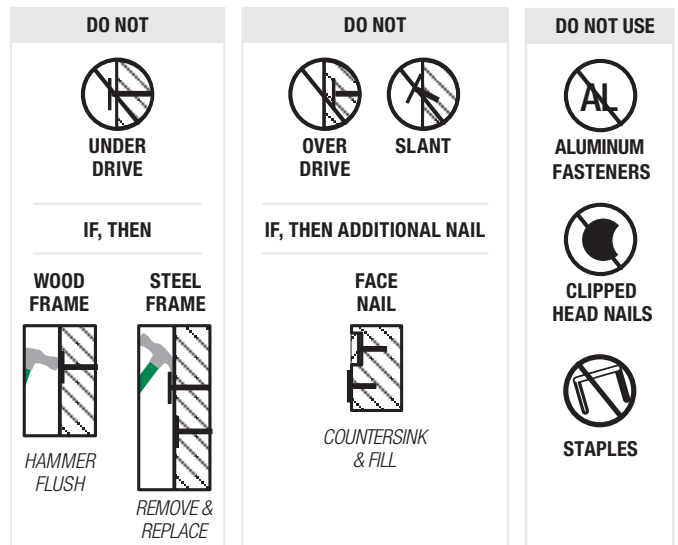 DO NOT
UNDER
DRIVE
IF, THEN
WOOD
FRAME
HAMMER
FLUSH
STEEL
FRAME
REMOVE &
REPLACE
DO NOT
OVER
DRIVE
SLANT
IF, THEN ADDITIONAL NAIL
FACE
NAIL
COUNTERSINK
& FILL
DO NOT USE
AL
ALUMINUM
FASTENERS
CLIPPED
HEAD NAILS
STAPLES